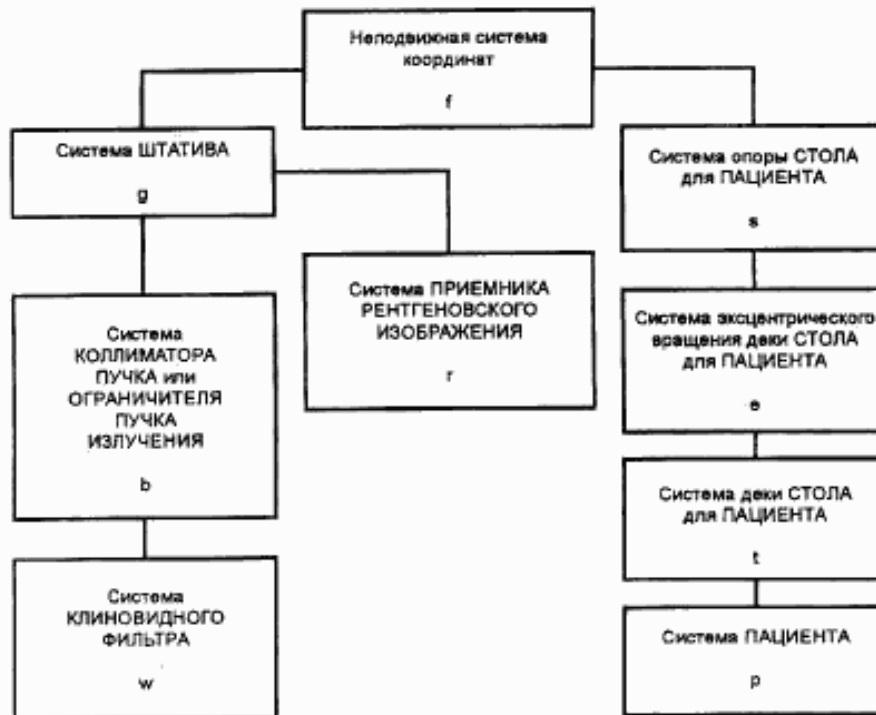 Неподвижная система
координат
f
Система ШТАТИВА
g
Система опоры СТОЛА
для ПАЦИЕНТА
s
Система
КОЛЛИМАТОРА
ПУЧКА или
ОГРАНИЧИТЕЛЯ
ПУЧКА
ИЗЛУЧЕНИЯ
b
Система ПРИЕМНИКА
РЕНТГЕНОВСКОГО
ИЗОБРАЖЕНИЯ
r
Система эксцентрического
вращения деки СТОЛА
для ПАЦИЕНТА
e
Система деки СТОЛА
для ПАЦИЕНТА
t
Система
КЛИНОВИДНОГО
ФИЛЬТРА
w
Система ПАЦИЕНТА
p